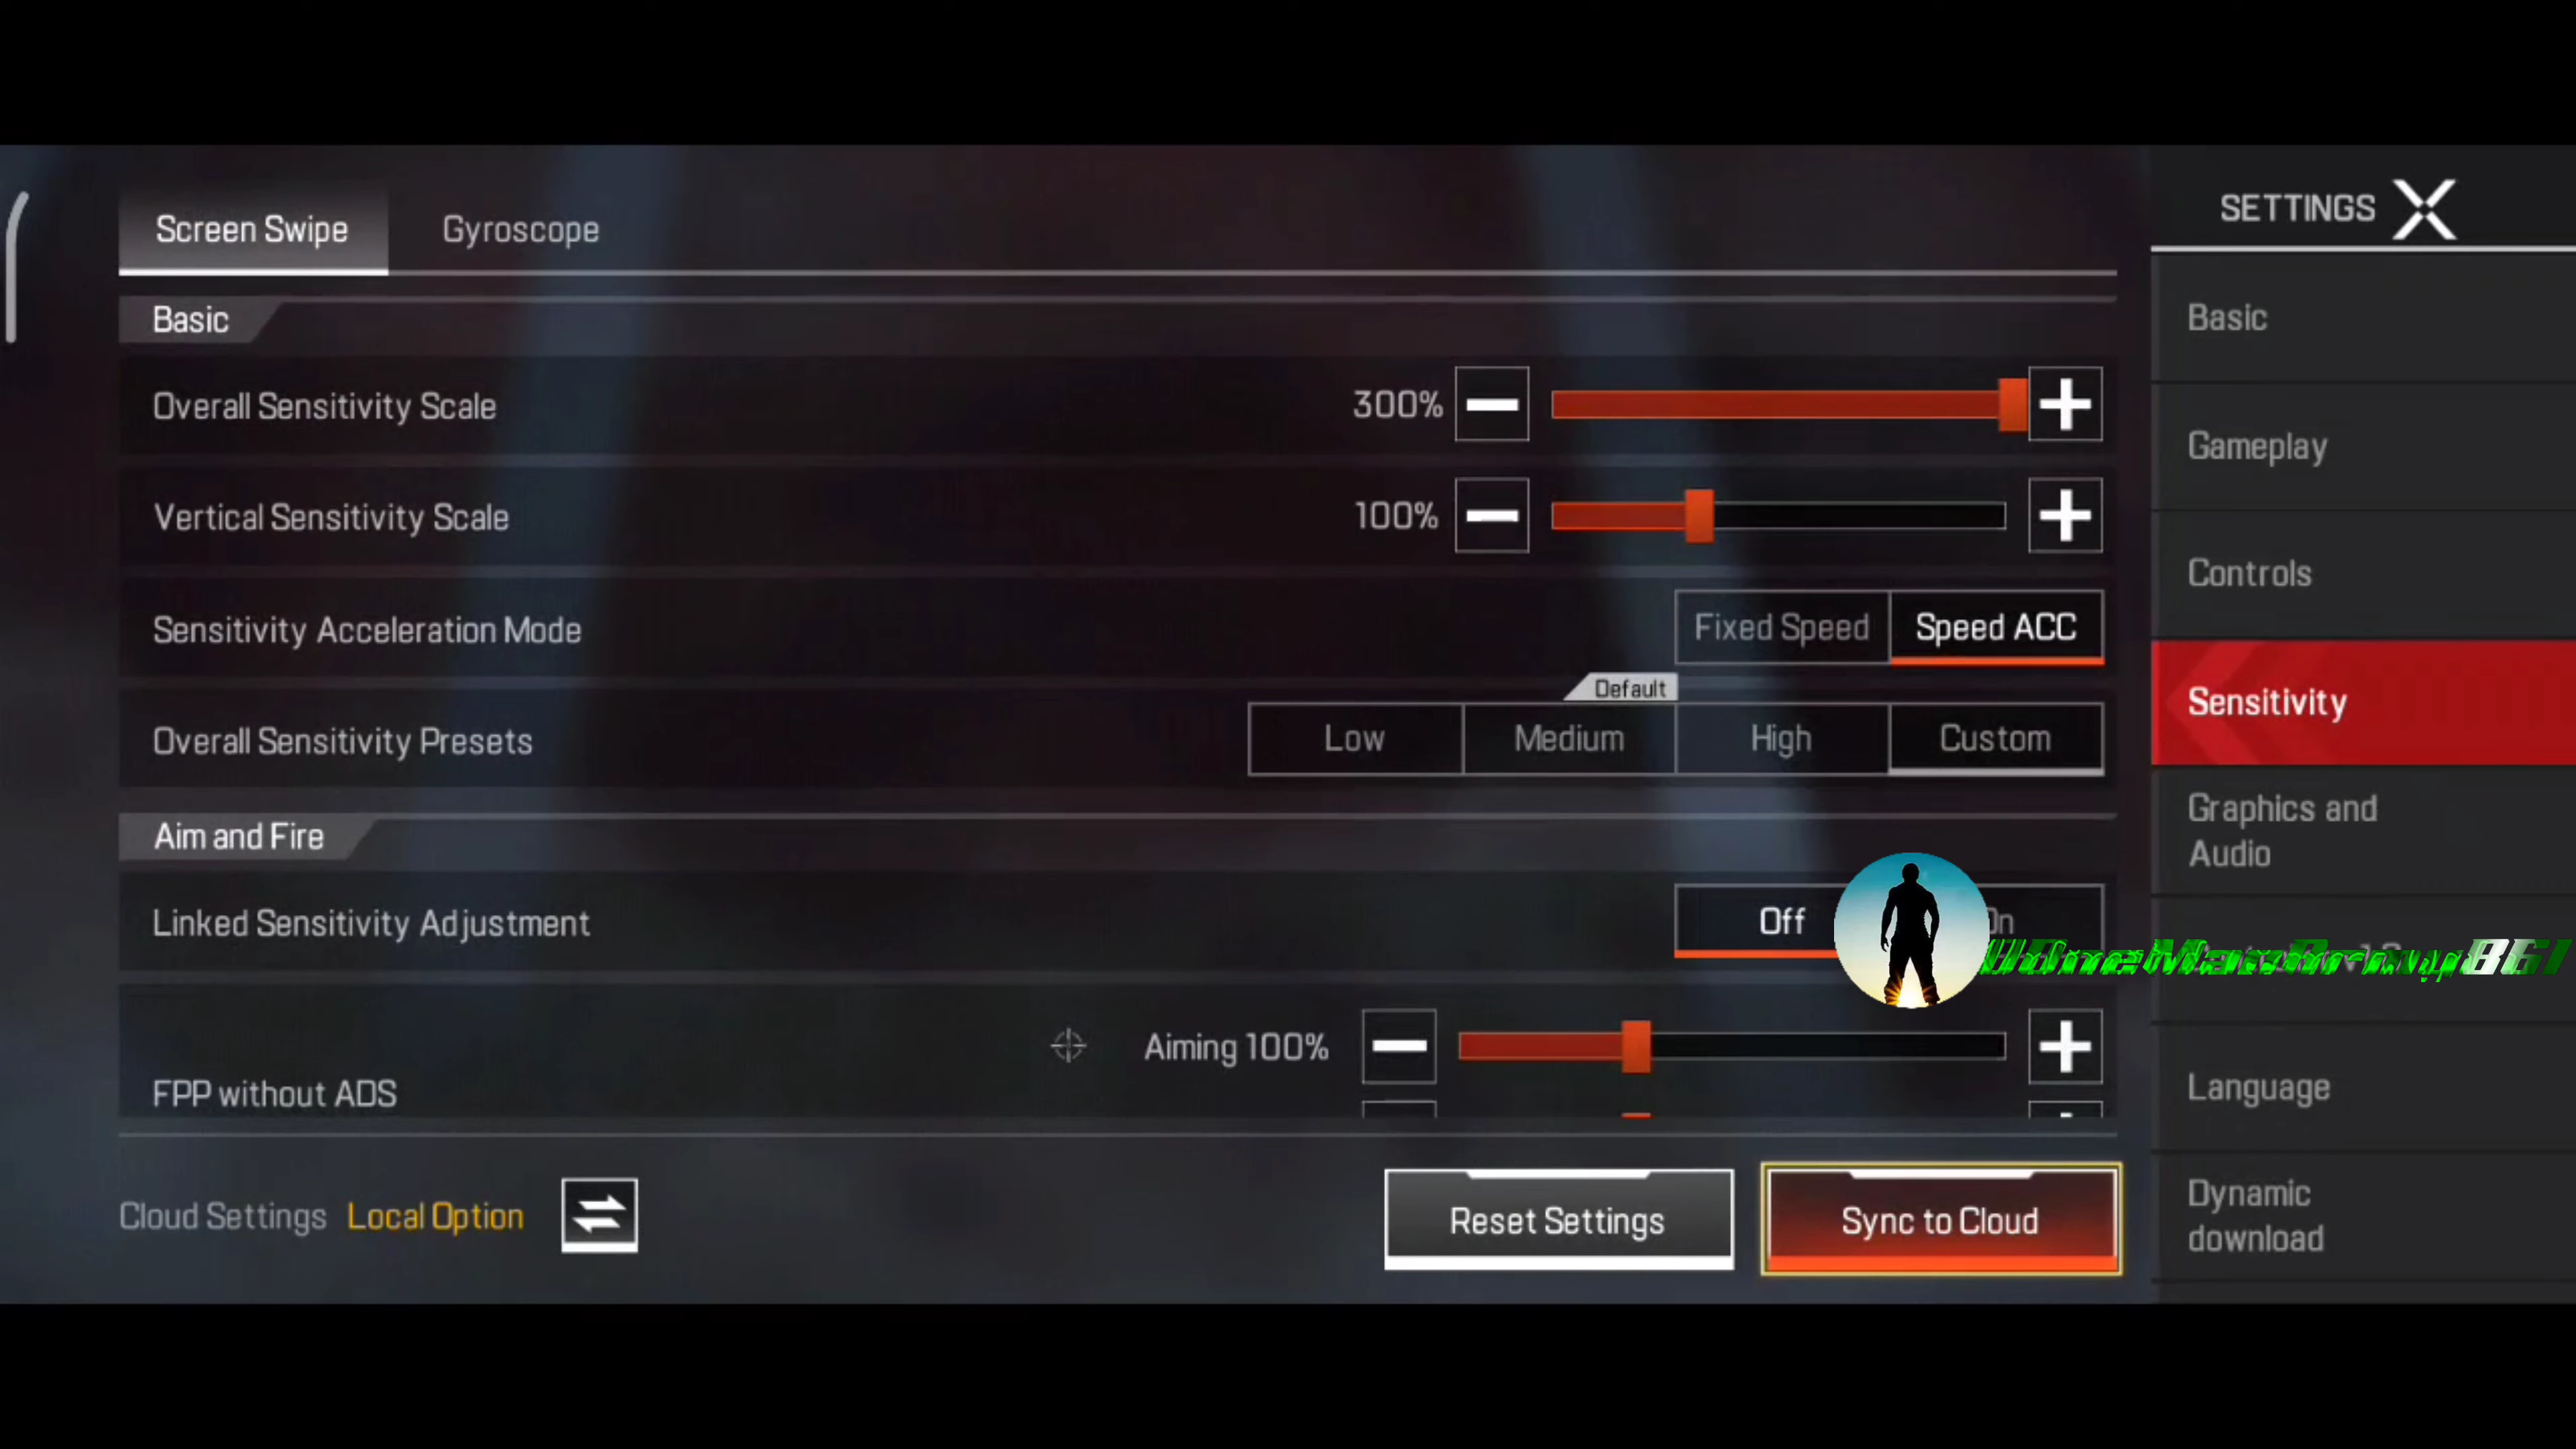 Screen Swipe
Gyroscope
SETTINGS
Basic
Overall Sensitivity Scale
300%
Vertical Sensitivity Scale
100%
Sensitivity Acceleration Mode
Fixed Speed
Speed ACC
Default
Overall Sensitivity Presets
Low
Medium
High
Custom
Aim and Fire
Linked Sensitivity Adjustment
Off
On
Aiming 100%
FPP without ADS
Cloud Settings
Local Option
Reset Settings
Sync to Cloud
Basic
Gameplay
Controls
Sensitivity
Graphics and
Audio
Language
Dynamic
download